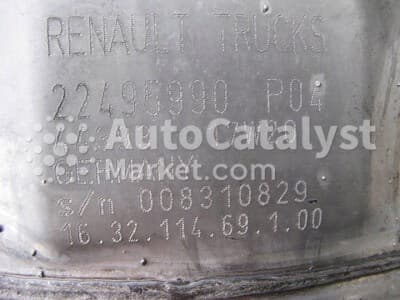 RENAULT TRUCKS
22495990 P04
AutoCatalyst
Market.com
GERMANY
s/n 008310829
16.32.114.69.1.00